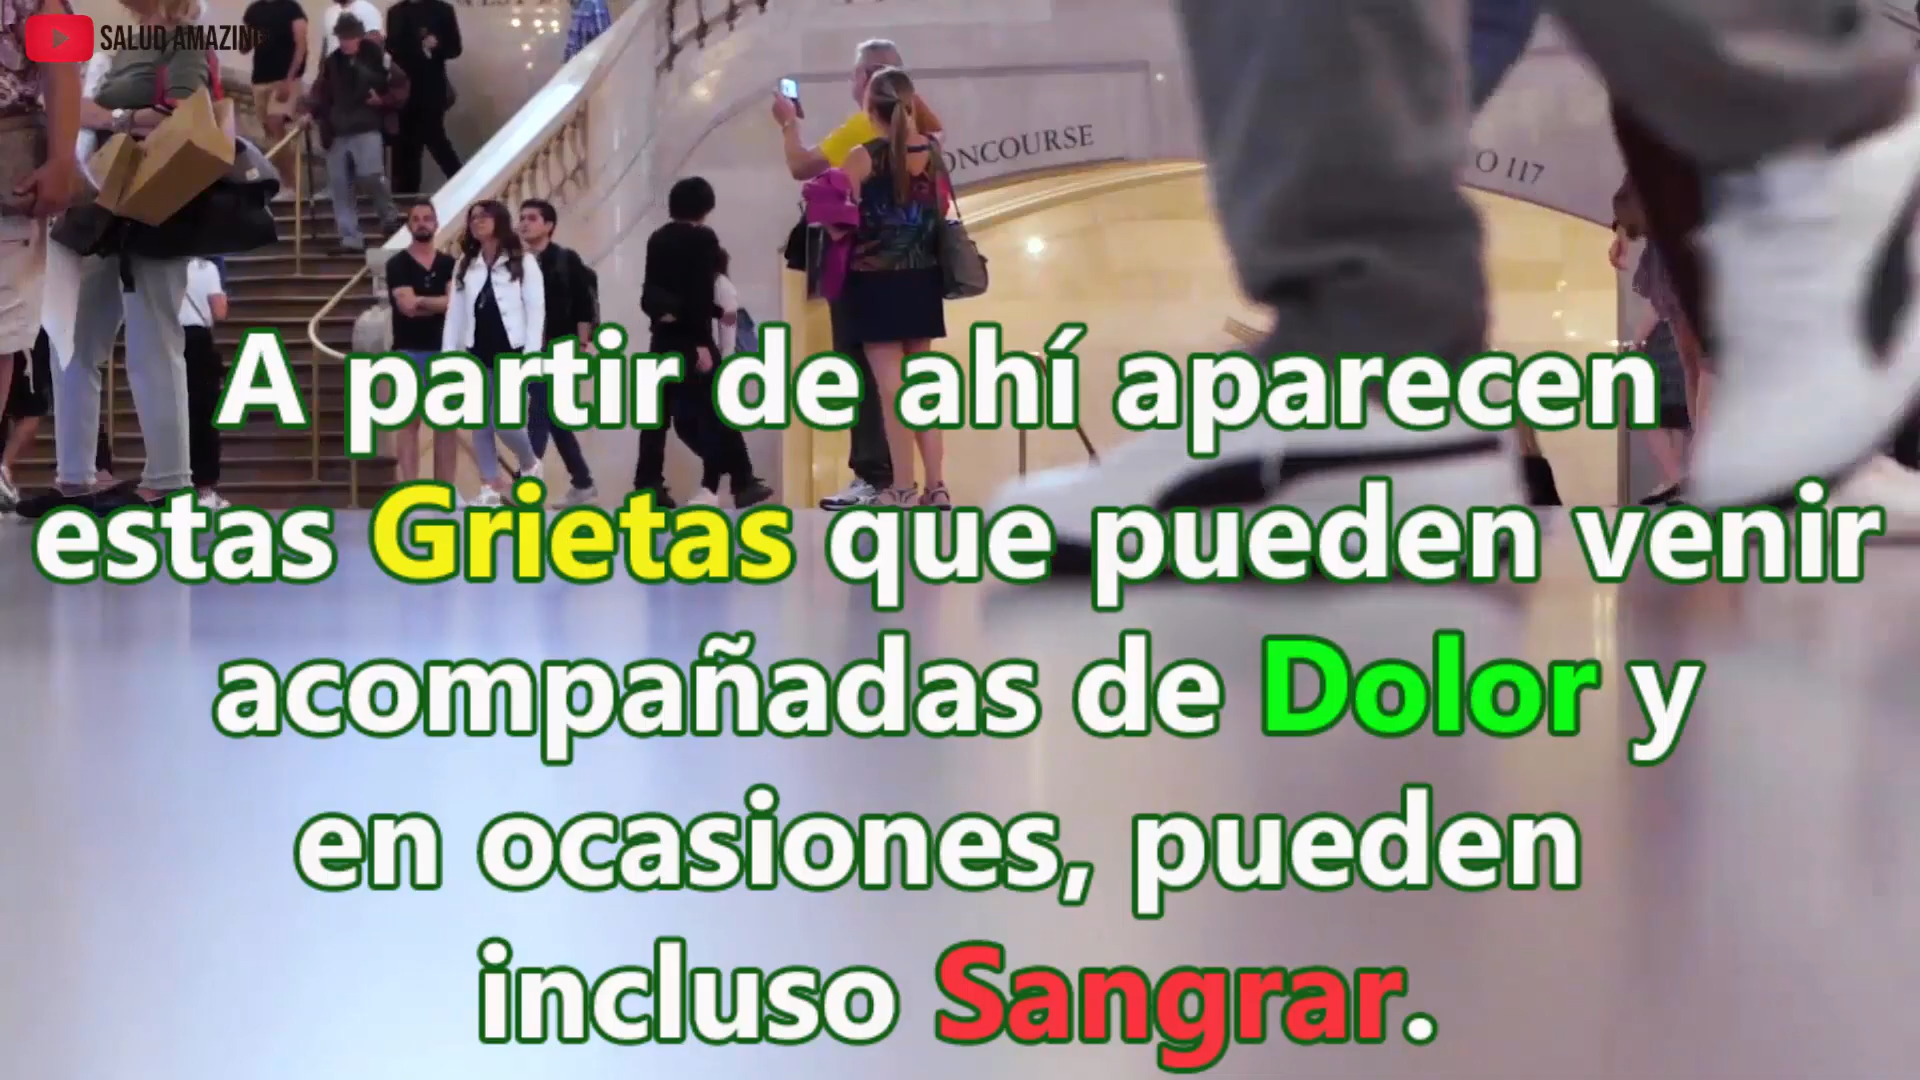 SALUD AMAZING
ONCOURSE
O 117
A partir de ahí aparecen
estas Grietas que pueden venir
acompañadas de Dolor y
en ocasiones, pueden
incluso Sangrar.